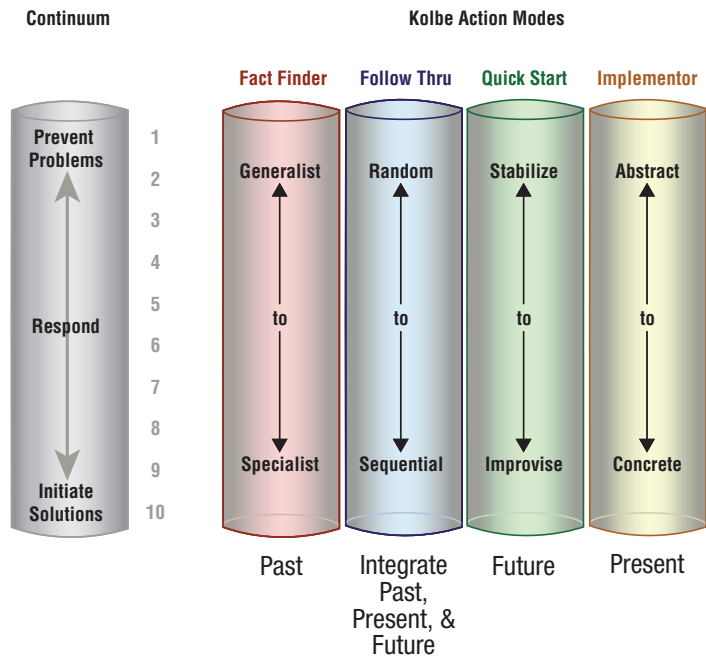 Continuum
Kolbe Action Modes
Fact Finder
Follow Thru
Quick Start
Implementor
Prevent
Problems
Respond
Initiate
Solutions
1
2
3
4
5
6
7
8
9
10
Generalist
to
Specialist
Random
to
Sequential
Stabilize
to
Improvise
Abstract
to
Concrete
Past
Integrate
Past,
Present, &
Future
Future
Present